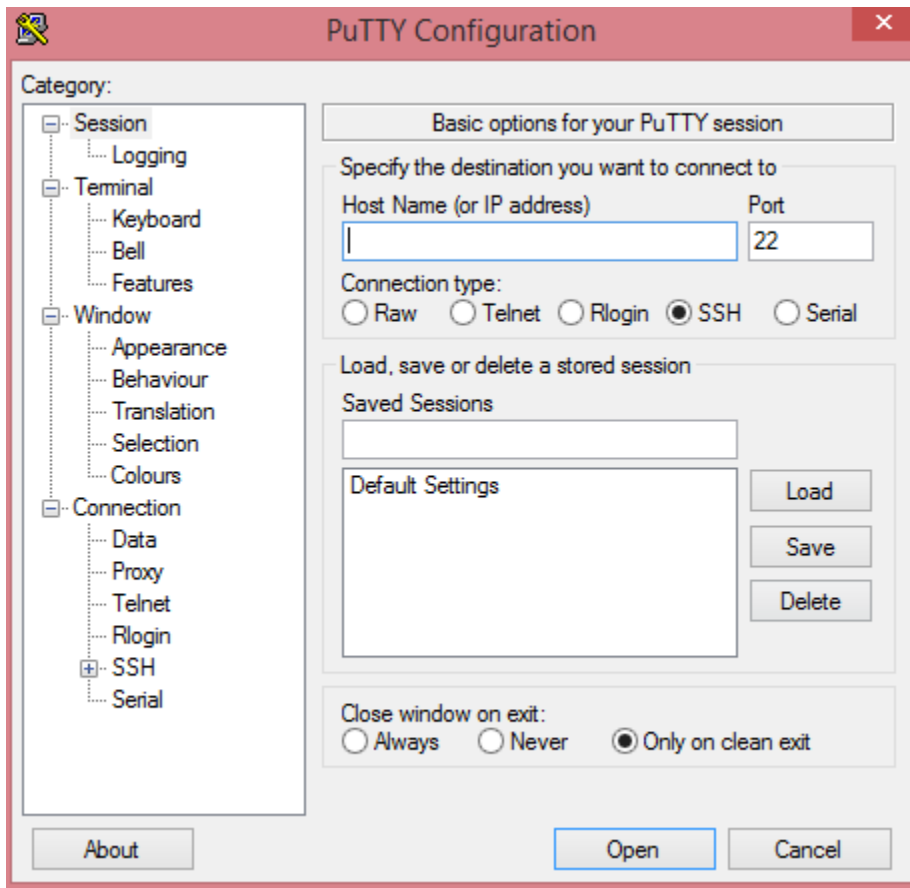 PuTTY Configuration
Category:
Session
Logging
Terminal
Keyboard
Bell
Features
Window
Appearance
Behaviour
Translation
Selection
Colours
Connection
Data
Proxy
Telnet
Rlogin
SSH
Serial
Basic options for your PuTTY session
Specify the destination you want to connect to
Host Name (or IP address) Port
22
Connection type:
Raw Telnet Rlogin SSH Serial
Load, save or delete a stored session
Saved Sessions
Default Settings
Load
Save
Delete
Close window on exit:
Always Never Only on clean exit
About Open Cancel